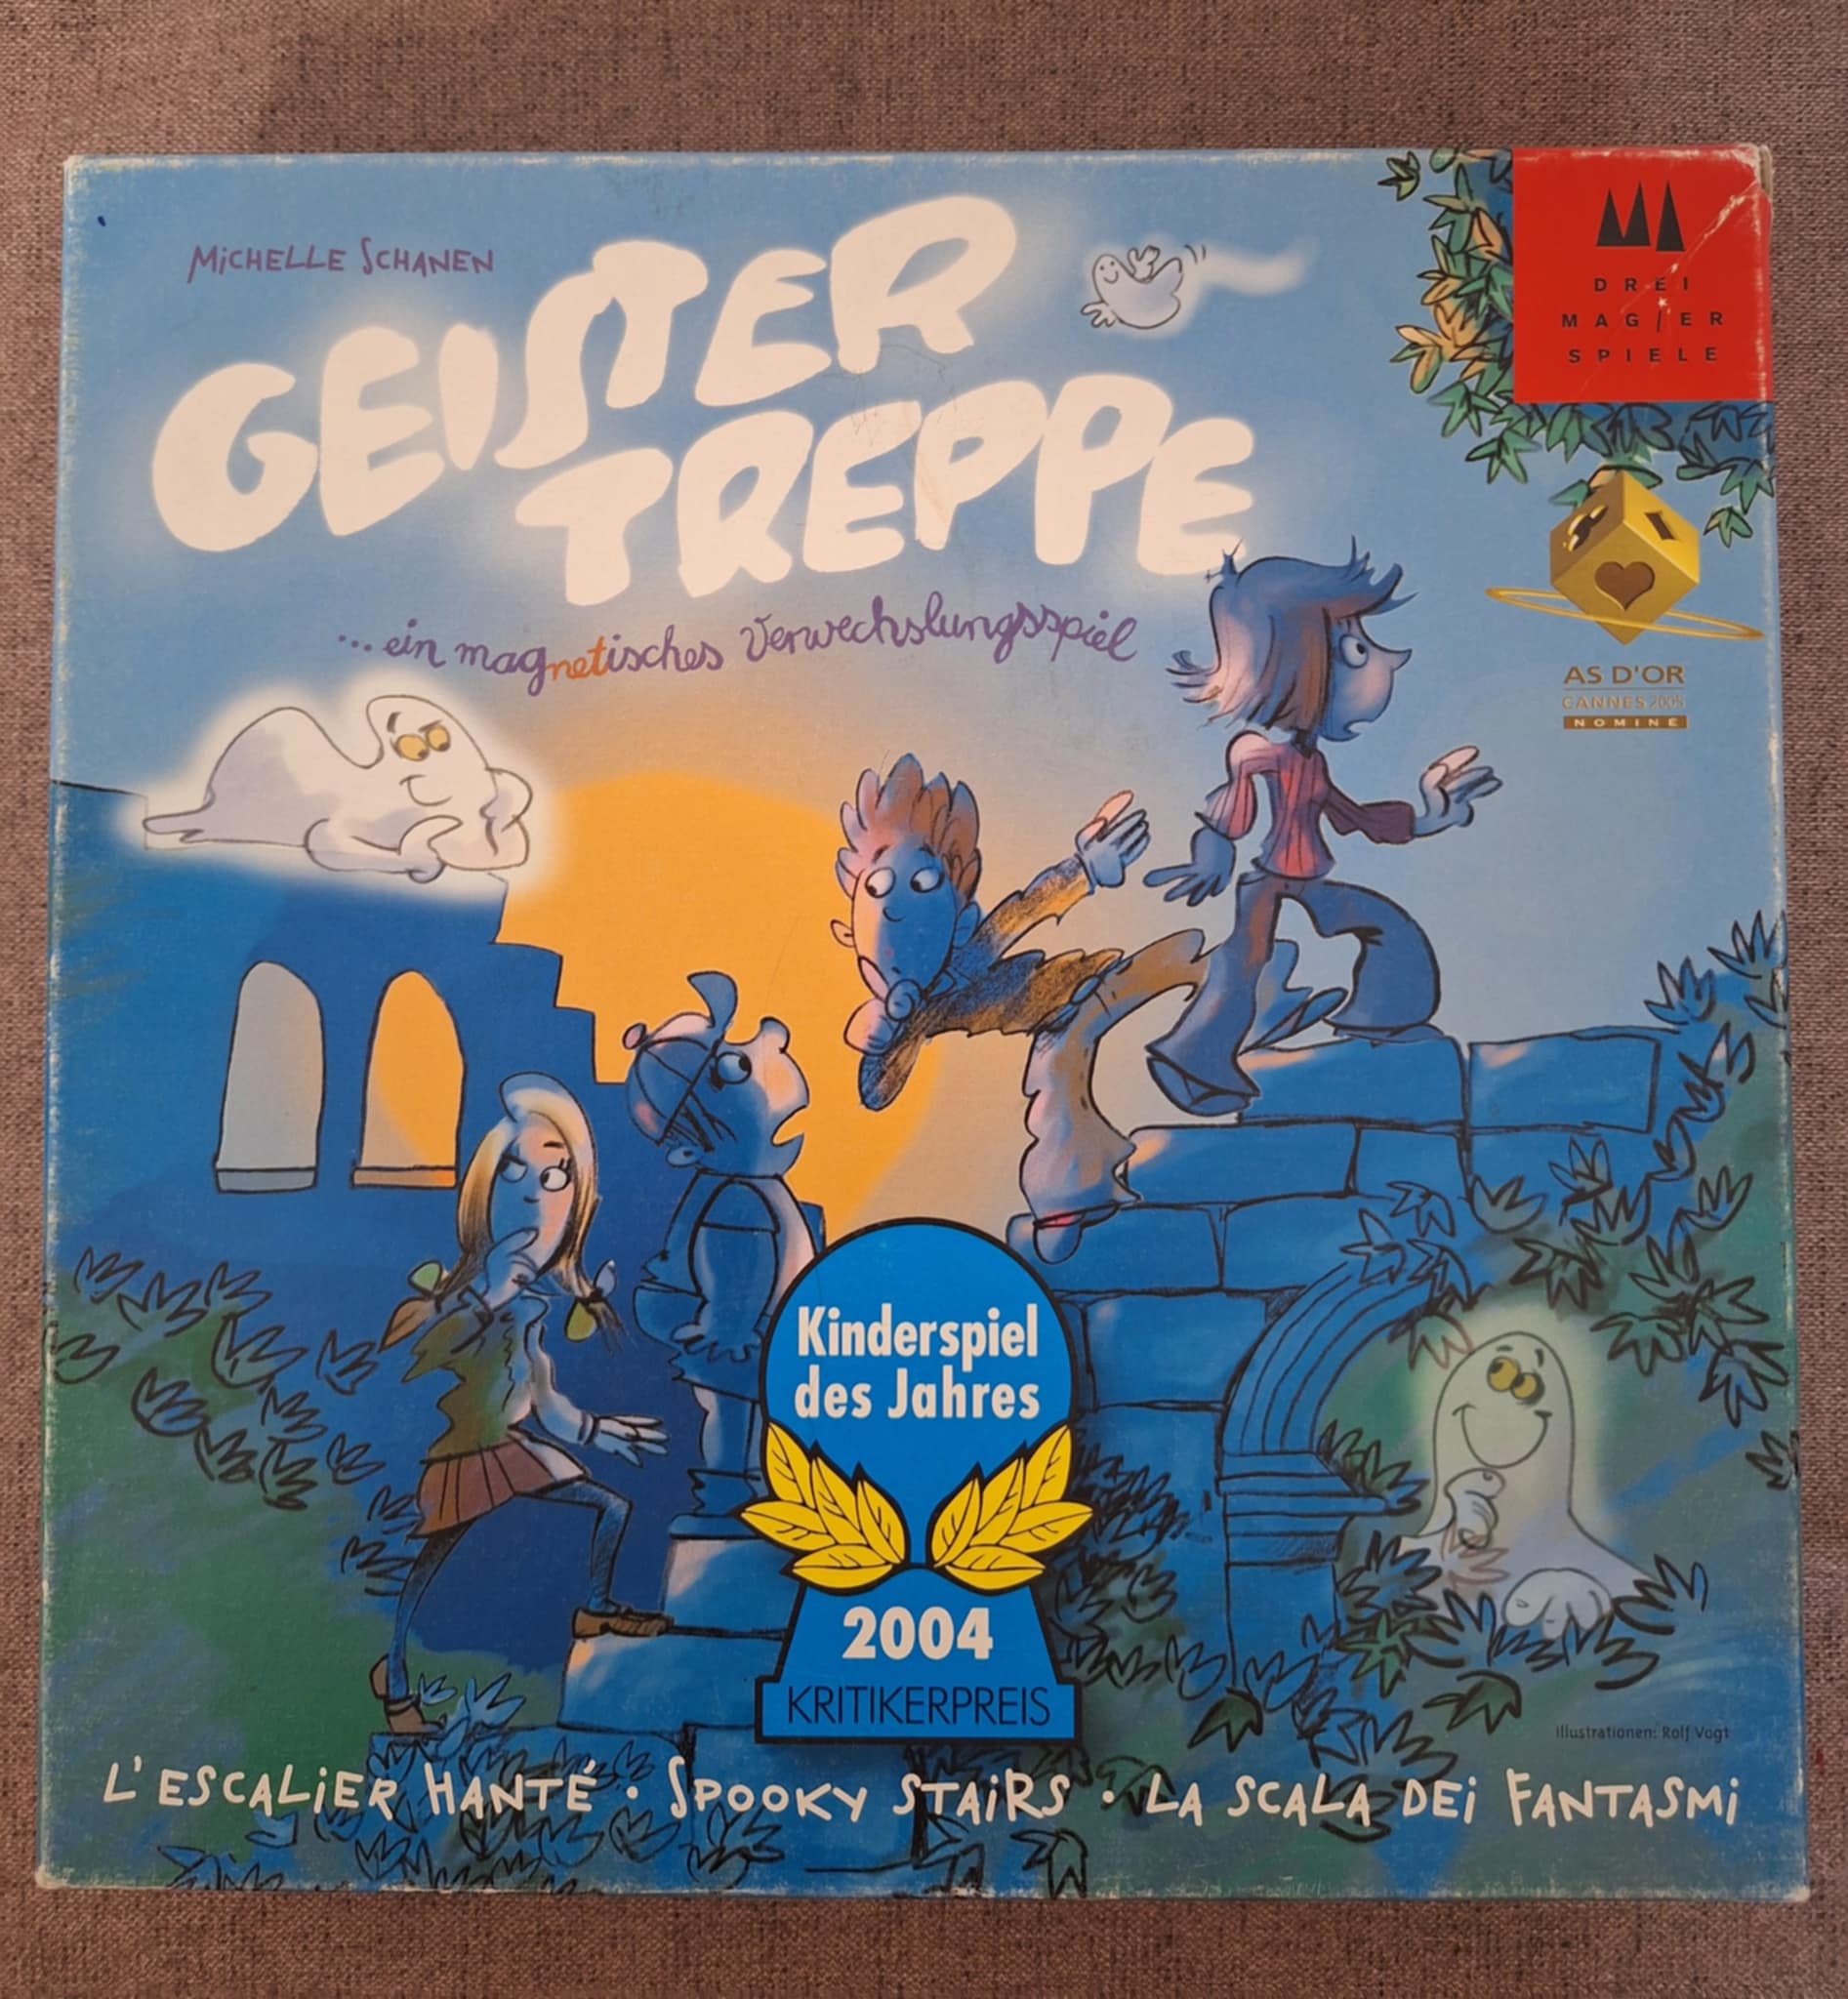 MiCHELLE SCHANEN
GEISTER
TREPPE
...ein magnetisches Verwechslungsspiel
DREI
MAGIER
SPIELE
AS D'OR
CANNES 2005
NOMINÉ
Kinderspiel
des Jahres
2004
KRITIKERPREIS
Illustrationen: Rolf Vogt
L'ESCALiER HANTÉ • SPOOKY STAiRS • LA SCALA DEi FANTASMi